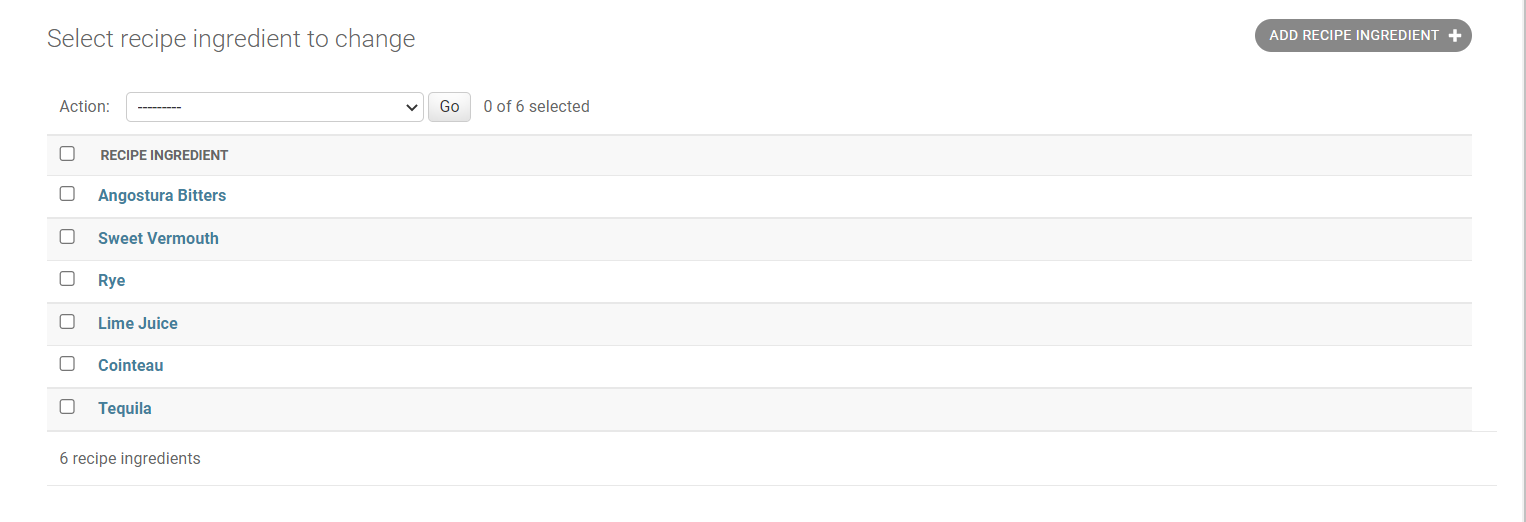 Select recipe ingredient to change
ADD RECIPE INGREDIENT +
Action: --------- Go 0 of 6 selected
RECIPE INGREDIENT
Angostura Bitters
Sweet Vermouth
Rye
Lime Juice
Cointeau
Tequila
6 recipe ingredients